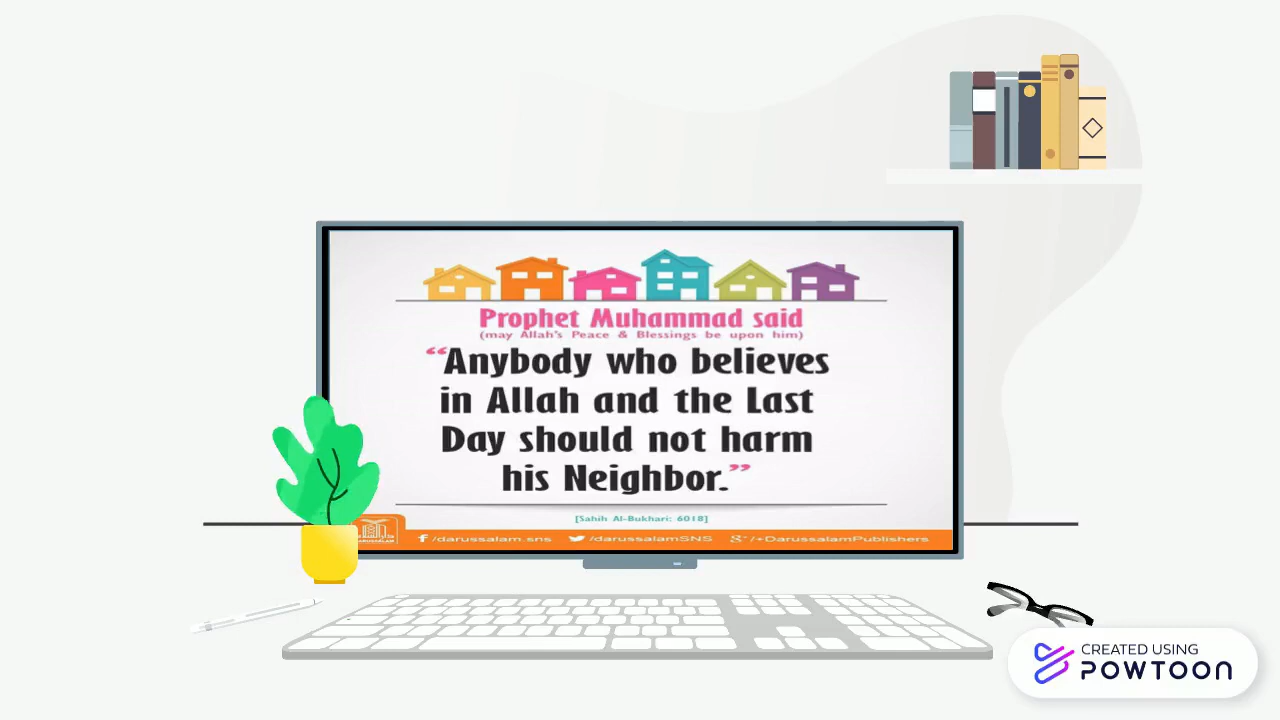 Prophet Muhammad said
(may Allah's Peace & Blessings be upon him)
“Anybody who believes
in Allah and the Last
Day should not harm
his Neighbor.”
[Sahih Al-Bukhari: 6018]
DARUSSALAM
/darussalam.sns /darussalamSNS /+DarussalamPublishers
CREATED USING
POWTOON